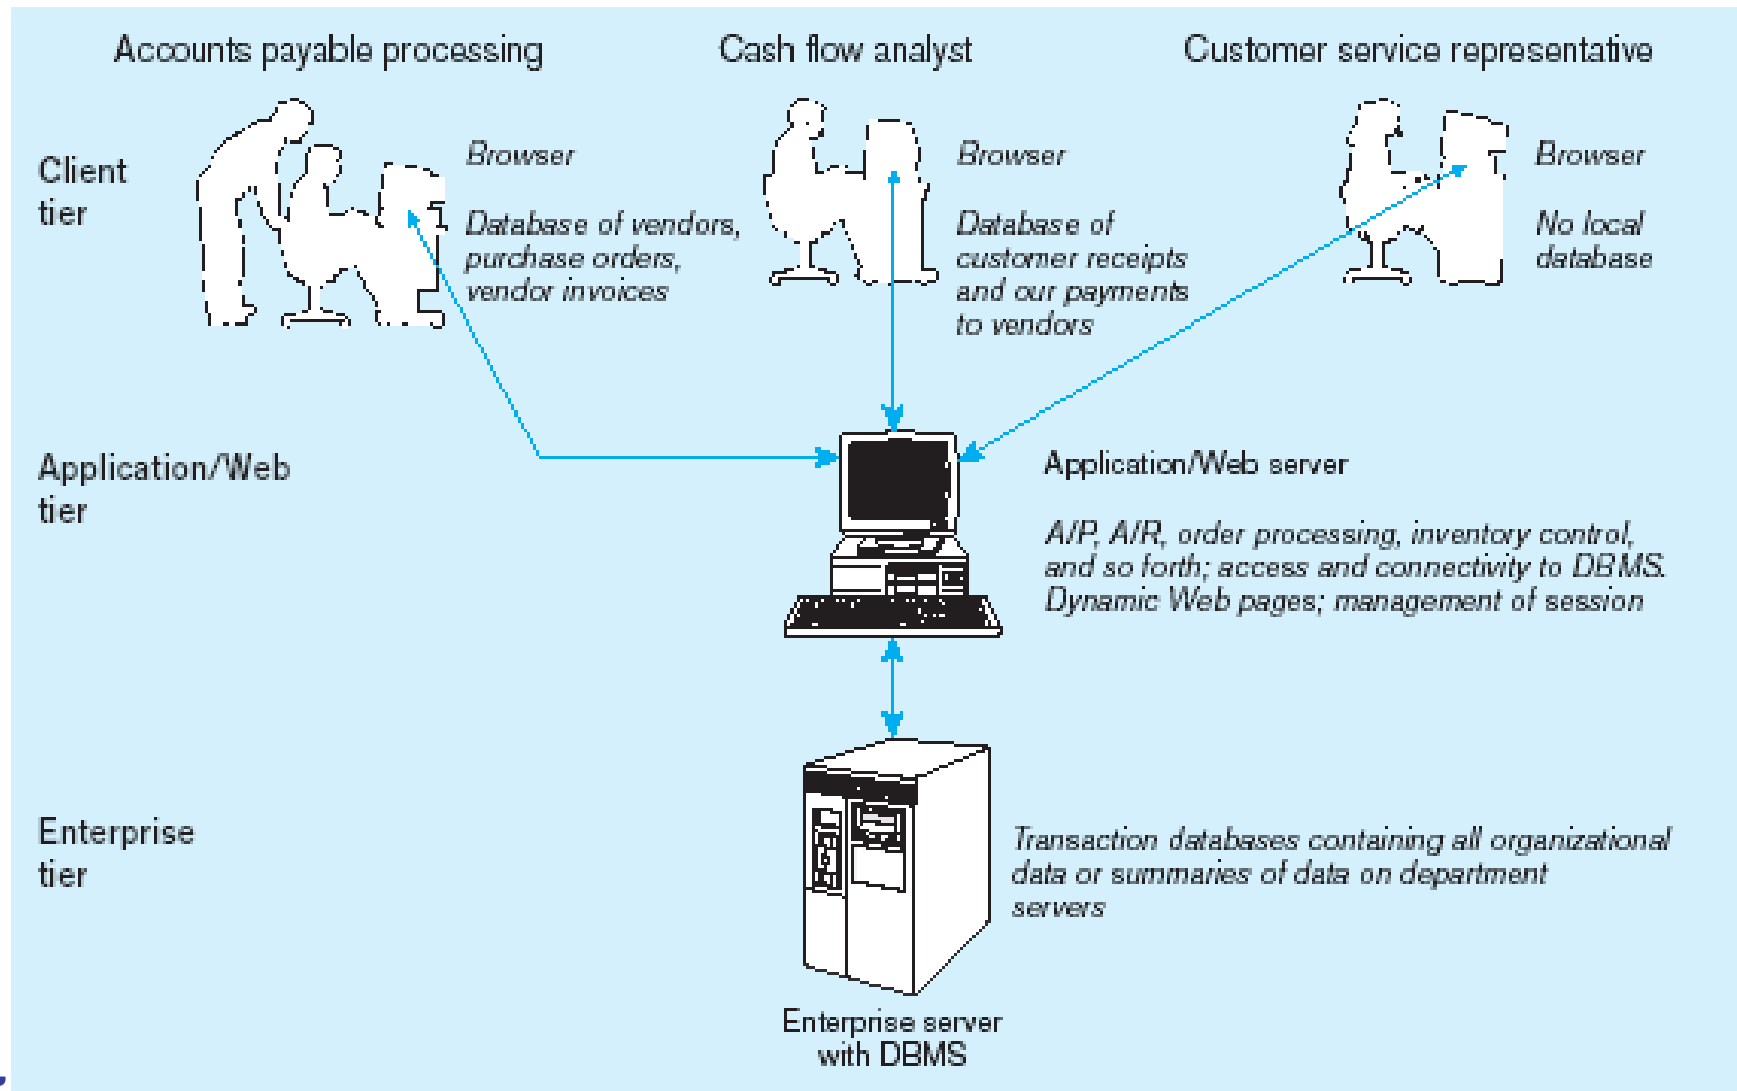 Accounts payable processing
Cash flow analyst
Customer service representative
Client
tier
Browser
Database of vendors,
purchase orders,
vendor invoices
Browser
Database of
customer receipts
and our payments
to vendors
Browser
No local
database
Application/Web
tier
Application/Web server
A/P, A/R, order processing, inventory control,
and so forth; access and connectivity to DBMS.
Dynamic Web pages; management of session
Enterprise
tier
Transaction databases containing all organizational
data or summaries of data on department
servers
Enterprise server
with DBMS